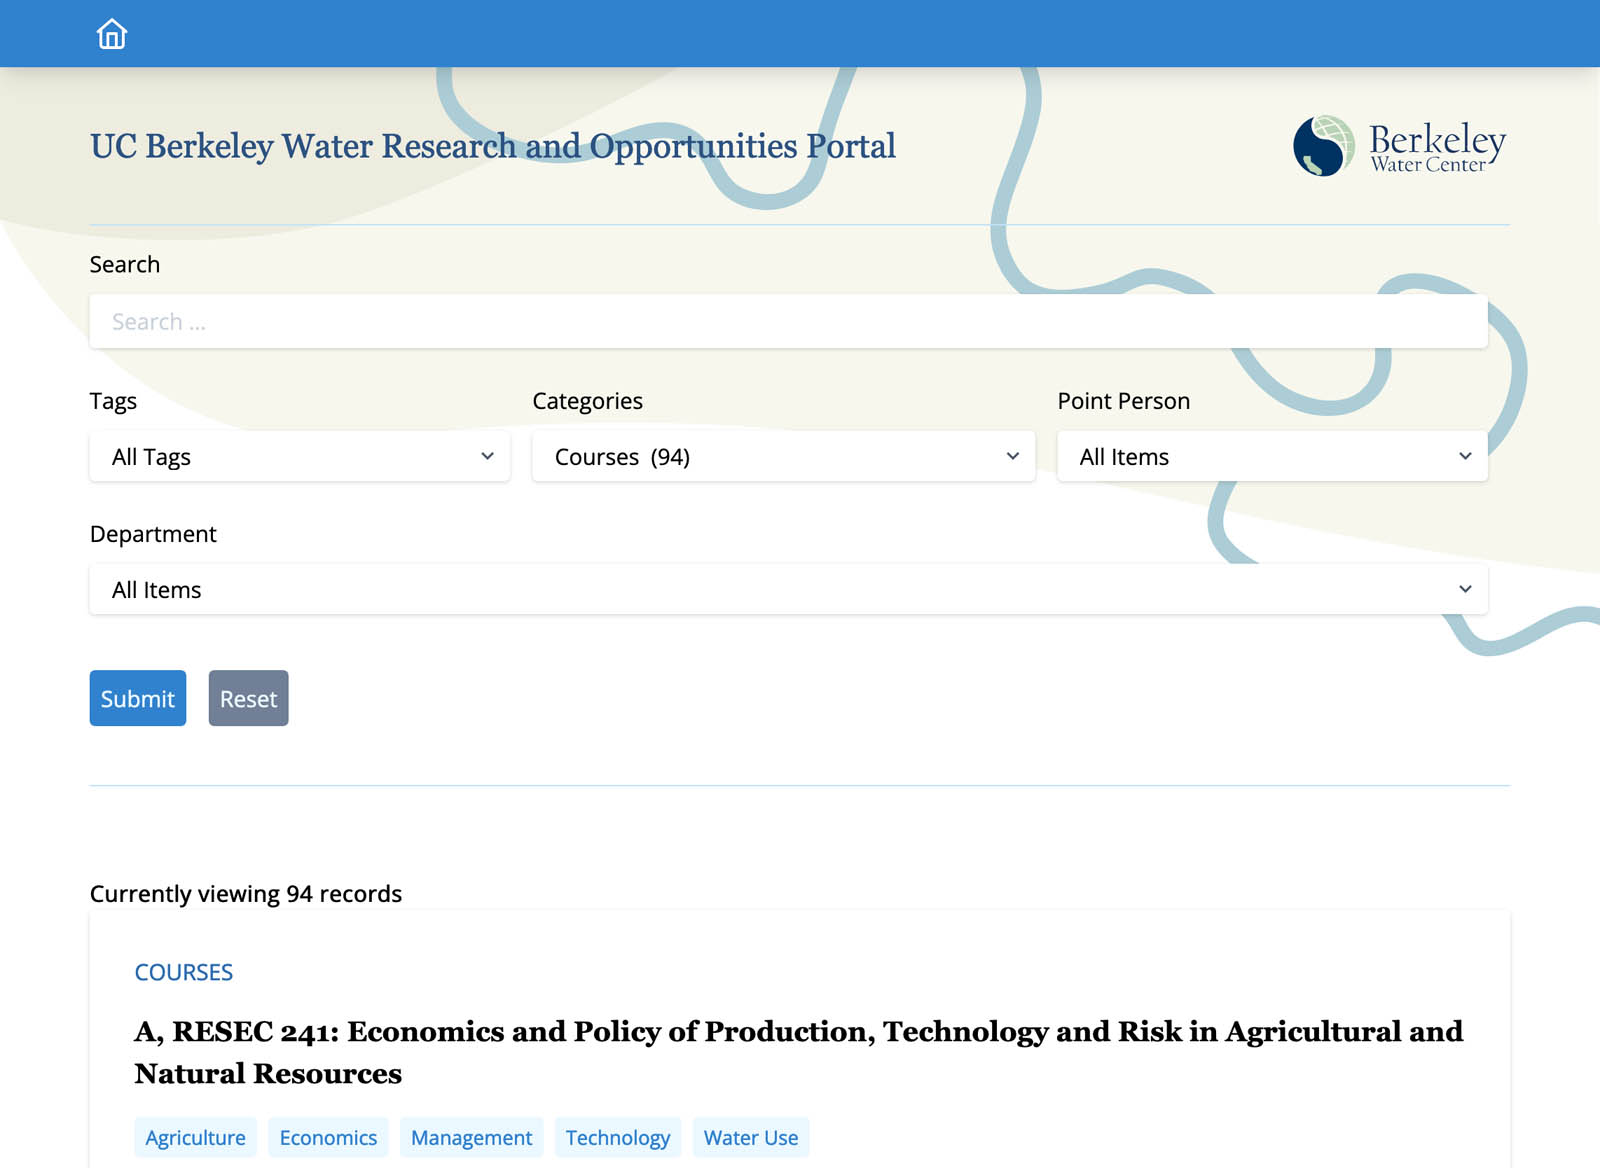 UC Berkeley Water Research and Opportunities Portal
Berkeley
Water Center
Search
Search ...
Tags
Categories
Point Person
All Tags
Courses (94)
All Items
Department
All Items
Submit
Reset
Currently viewing 94 records
COURSES
A, RESEC 241: Economics and Policy of Production, Technology and Risk in Agricultural and
Natural Resources
Agriculture
Economics
Management
Technology
Water Use